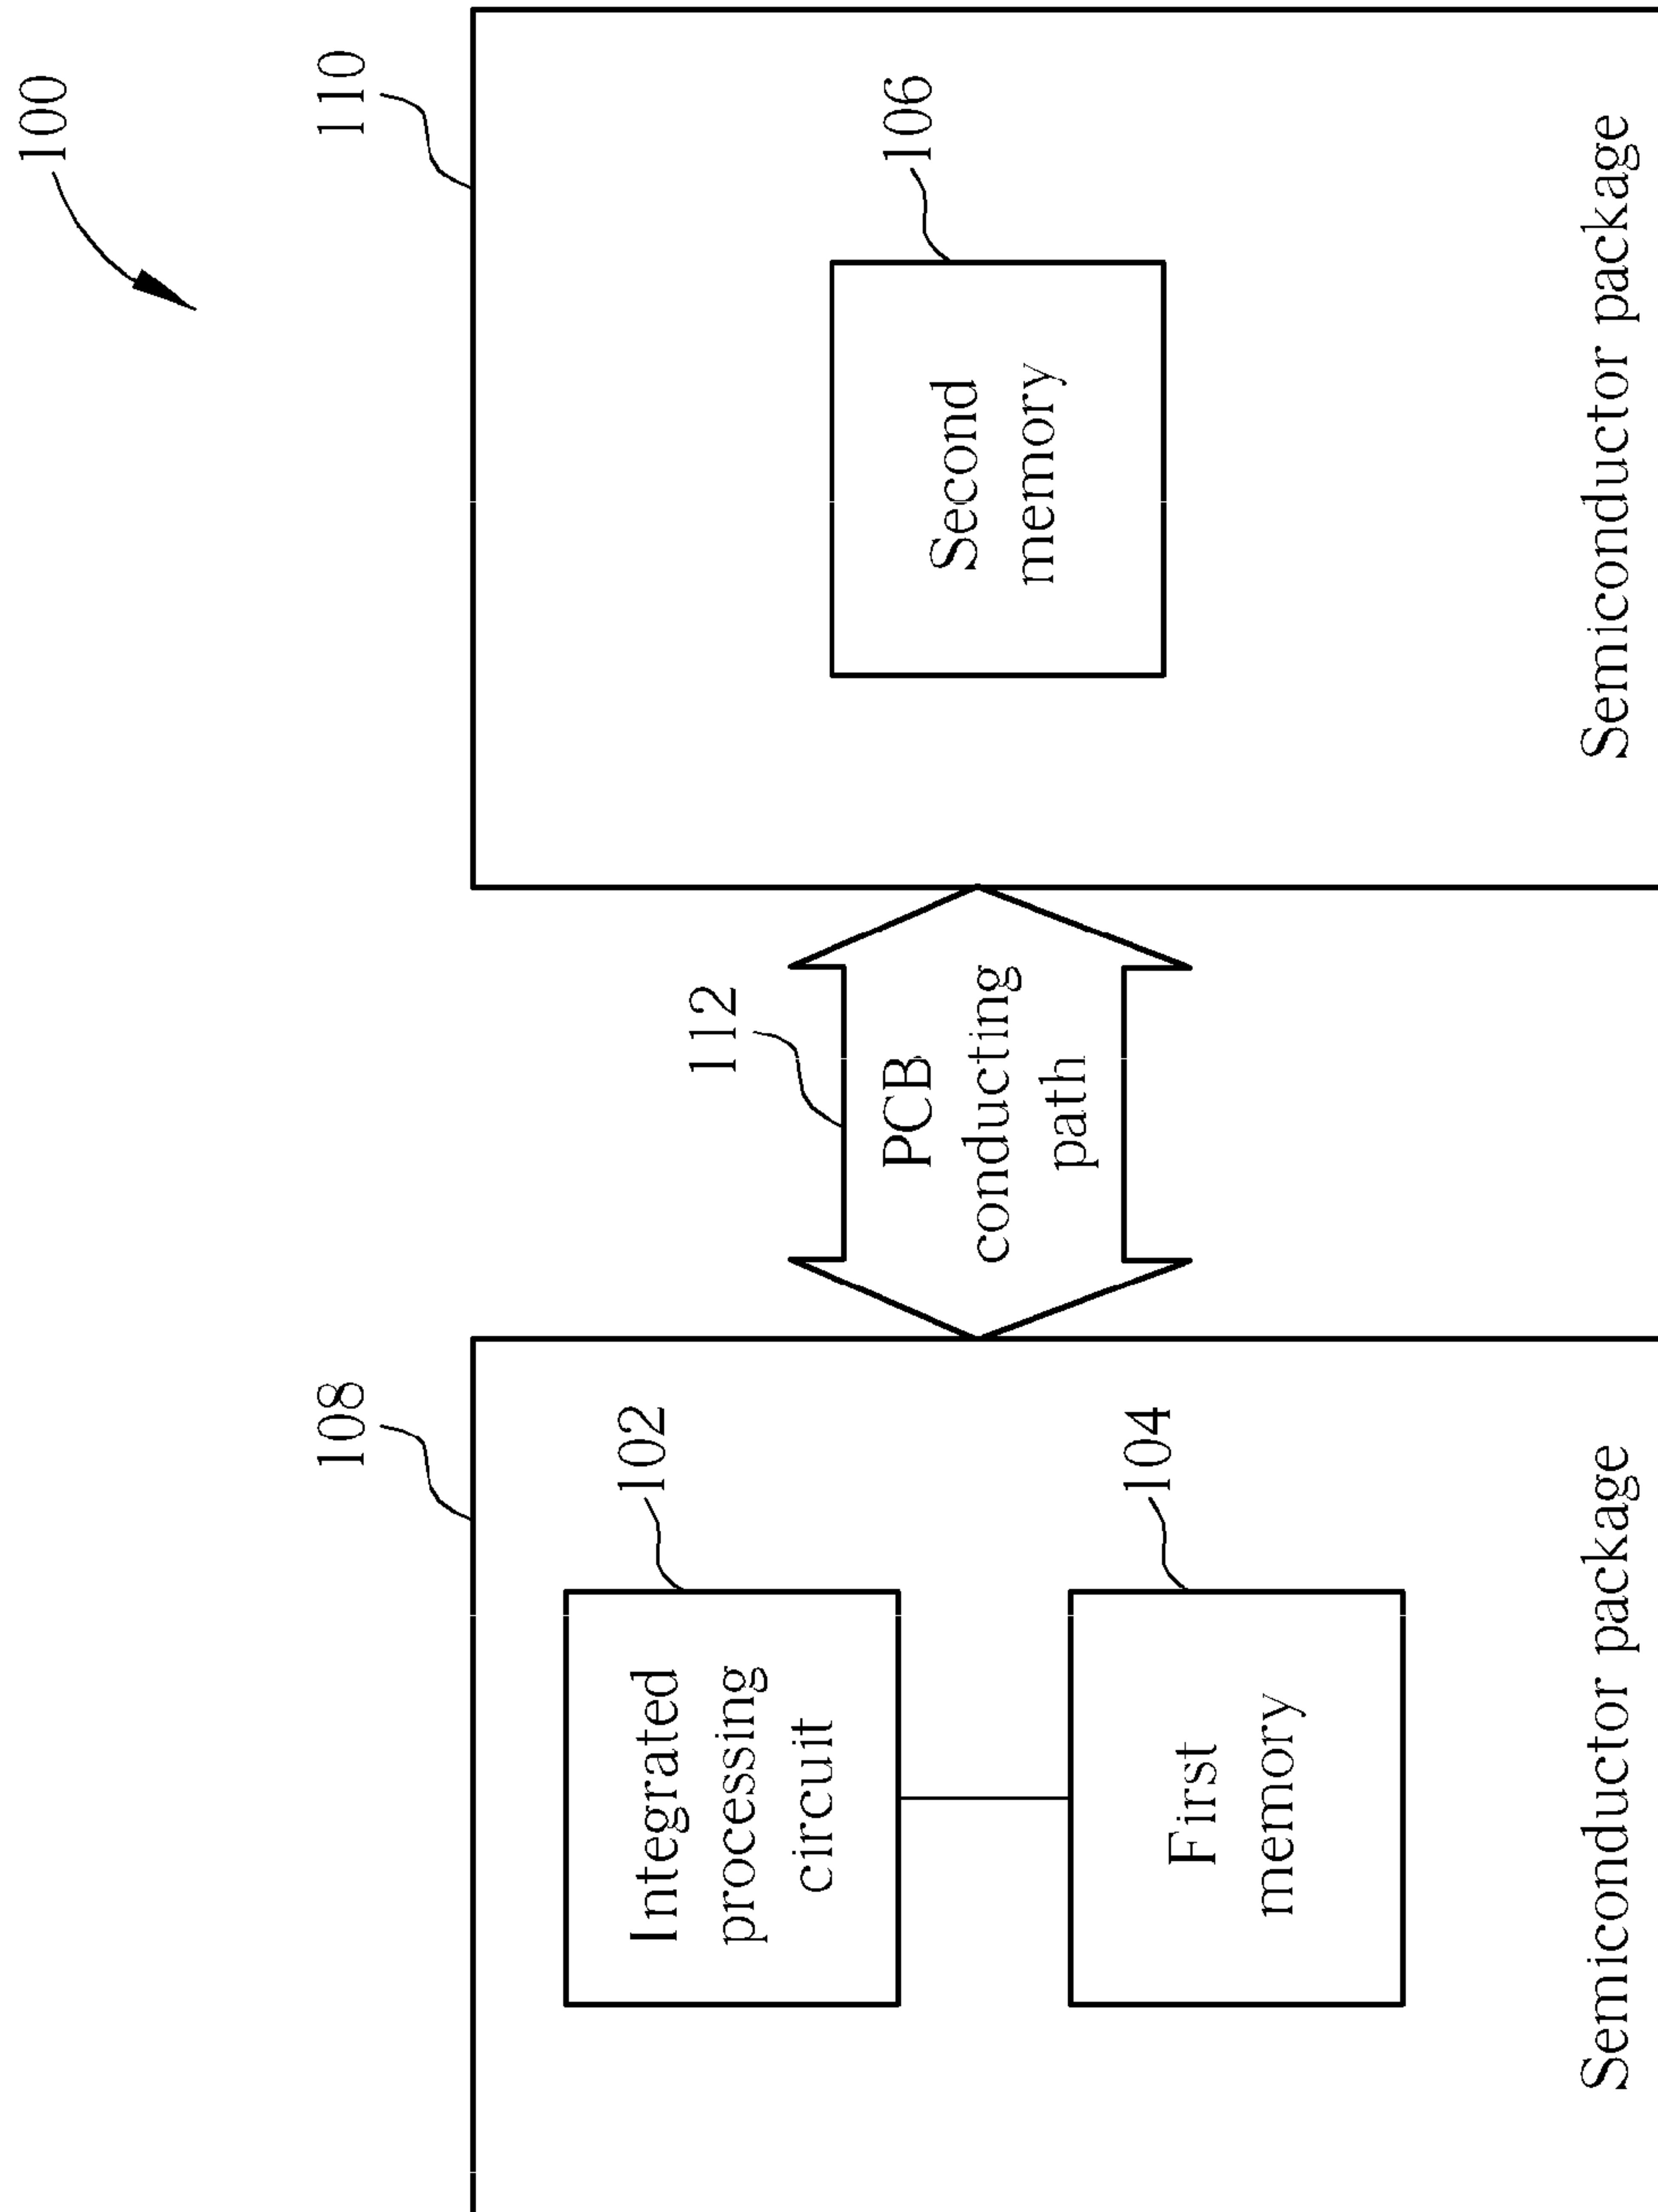 100
108
110
102
Integrated
processing
circuit
104
First
memory
Semiconductor package
112
PCB
conducting
path
106
Second
memory
Semiconductor package